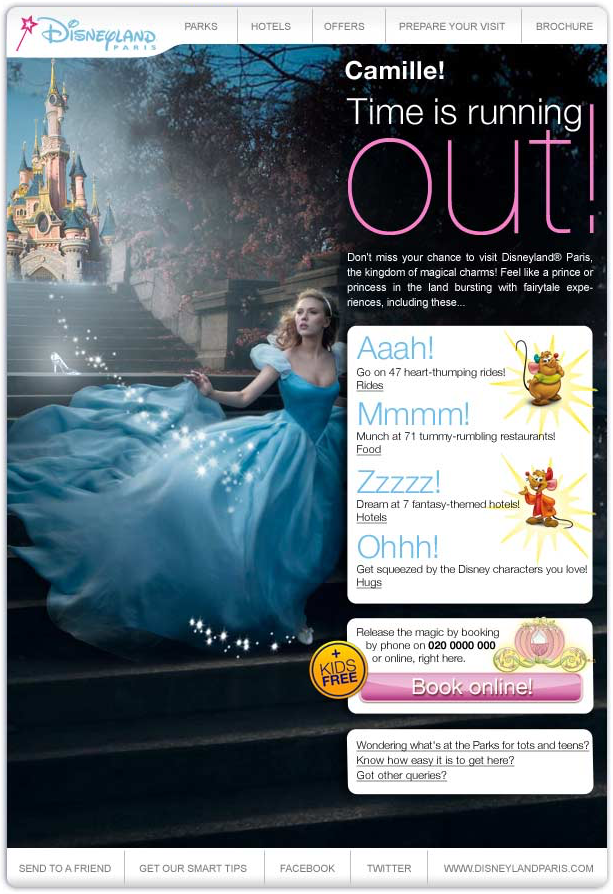 Disneyland
PARIS
PARKS
HOTELS
OFFERS
PREPARE YOUR VISIT
BROCHURE
Camille!
Time is running
out!
Don't miss your chance to visit Disneyland® Paris,
the kingdom of magical charms! Feel like a prince or
princess in the land bursting with fairytale expe-
riences, including these...
Aaah!
Go on 47 heart-thumping rides!
Rides
Mmmm!
Munch at 71 tummy-rumbling restaurants!
Food
Zzzzz!
Dream at 7 fantasy-themed hotels!
Hotels
Ohhh!
Get squeezed by the Disney characters you love!
Hugs
Release the magic by booking
by phone on 020 0000 000
or online, right here.
+
KIDS
FREE
Book online!
Wondering what's at the Parks for tots and teens?
Know how easy it is to get here?
Got other queries?
SEND TO A FRIEND
GET OUR SMART TIPS
FACEBOOK
TWITTER
WWW.DISNEYLANDPARIS.COM